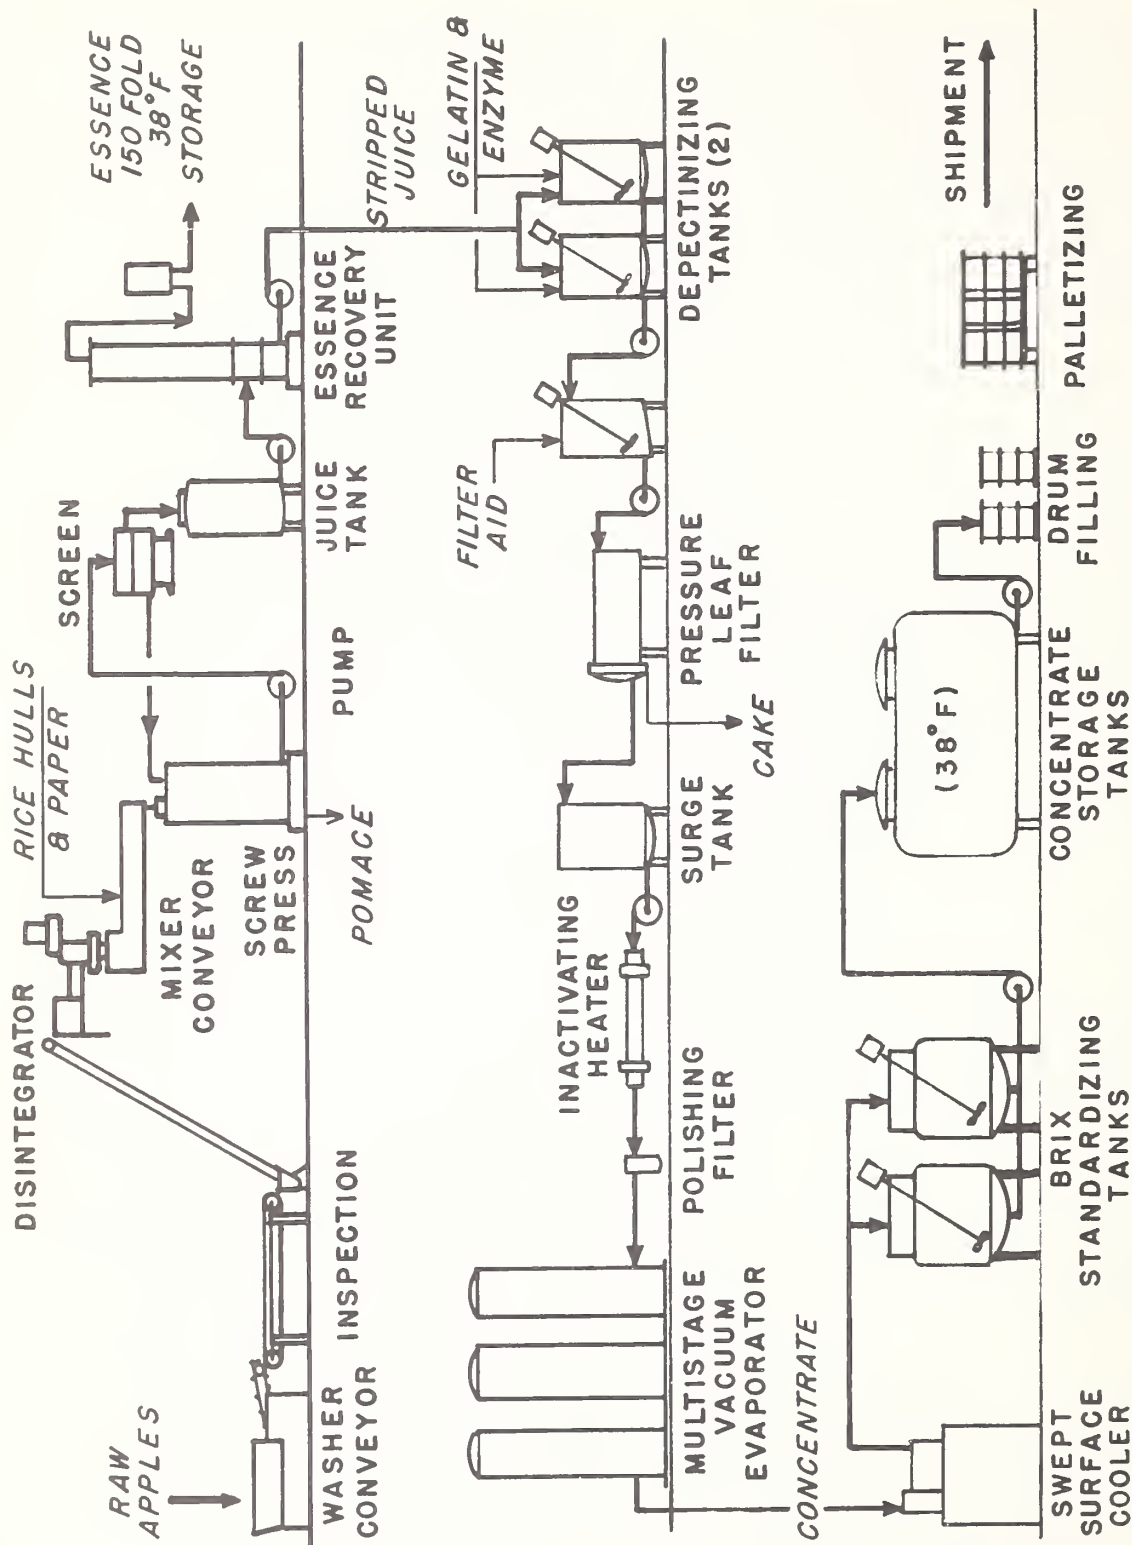 RAW
APPLES
WASHER
CONVEYOR
INSPECTION
DISINTEGRATOR
RICE HULLS
& PAPER
MIXER
CONVEYOR
SCREW
PRESS
POMACE
PUMP
SCREEN
JUICE
TANK
ESSENCE
RECOVERY
UNIT
ESSENCE
150 FOLD
38°F
STORAGE
STRIPPED
JUICE
GELATIN &
ENZYME
DEPECTINIZING
TANKS (2)
FILTER
AID
PRESSURE
LEAF
FILTER
CAKE
SURGE
TANK
INACTIVATING
HEATER
POLISHING
FILTER
MULTISTAGE
VACUUM
EVAPORATOR
CONCENTRATE
SWEPT
SURFACE
COOLER
BRIX
STANDARDIZING
TANKS
(38°F)
CONCENTRATE
STORAGE
TANKS
DRUM
FILLING
PALLETIZING
SHIPMENT